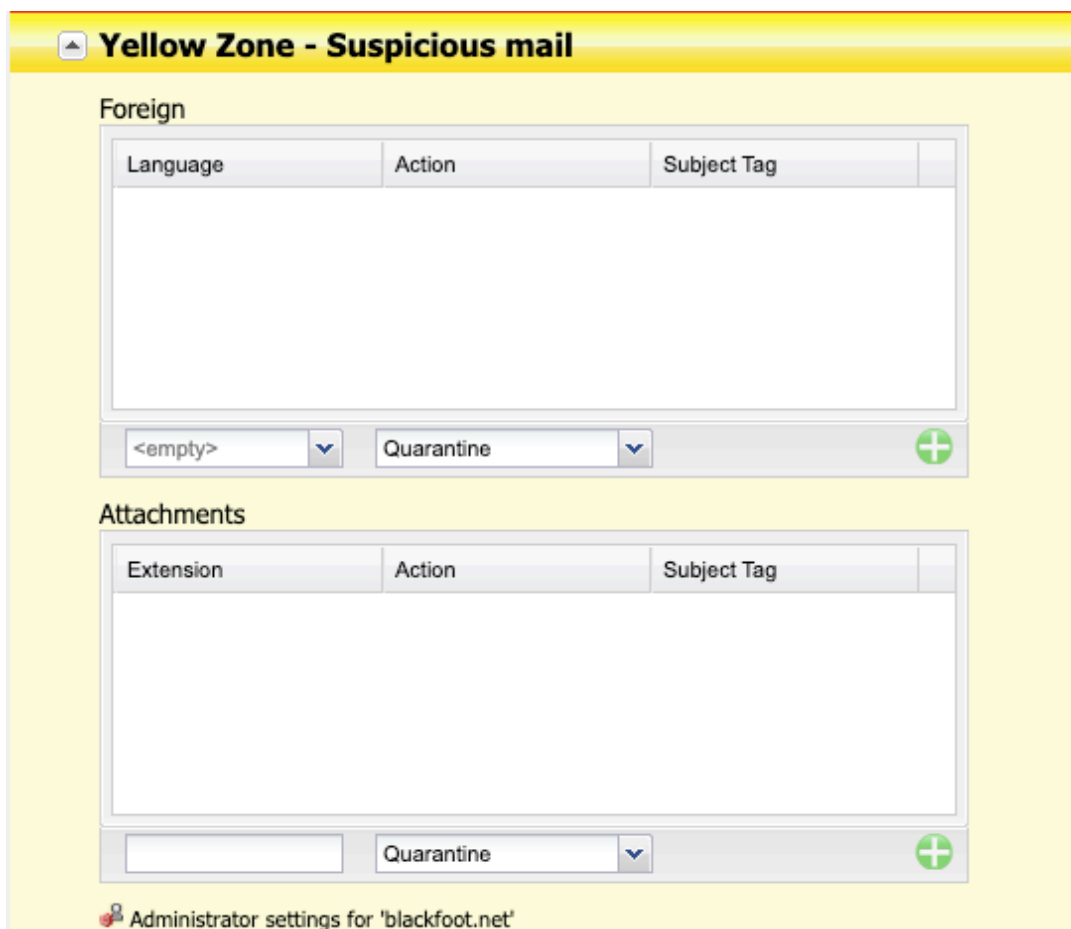 Yellow Zone - Suspicious mail
Foreign
Language Action Subject Tag
<empty> Quarantine
Attachments
Extension Action Subject Tag
Quarantine
Administrator settings for 'blackfoot.net'